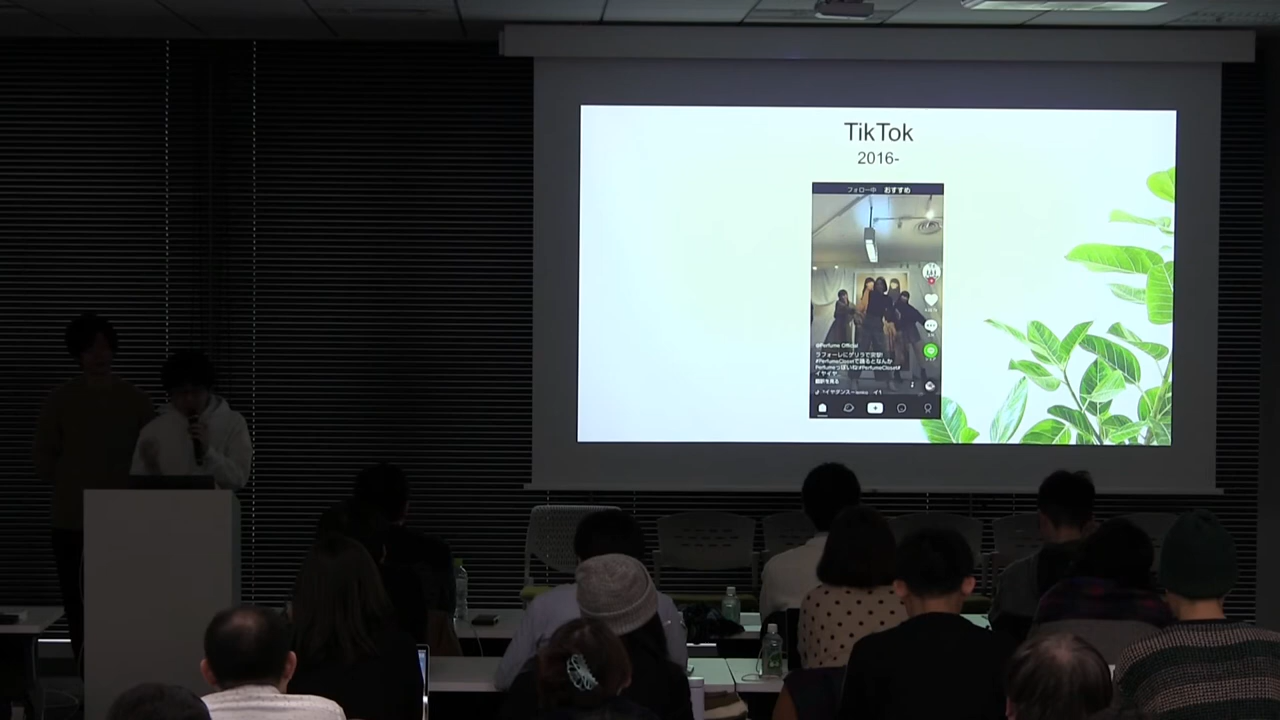 TikTok
2016-
フォロー中 おすすめ
@Perfume Official
ラフォーレにゲリラで突撃!
#PerfumeClosetで踊るとなんか
Perfumeっぽいね#PerfumeCloset#
イヤイヤ...
翻訳を見る